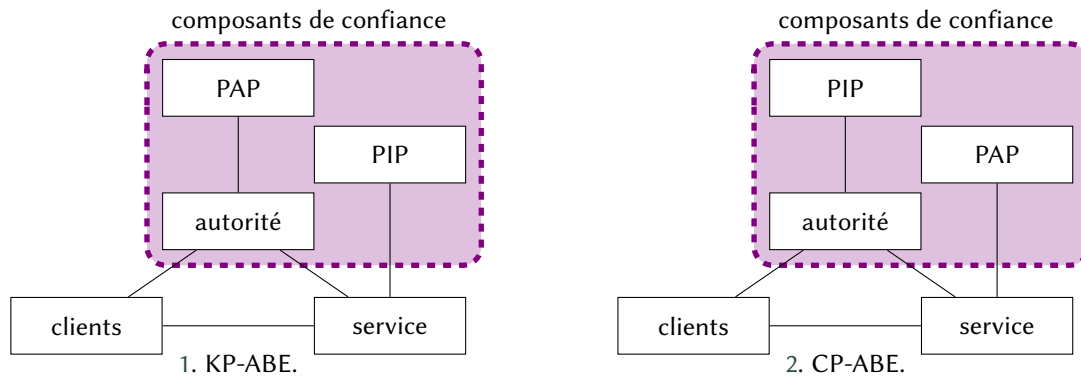 composants de confiance
PAP
PIP
autorité
clients
service
1. KP-ABE.
composants de confiance
PIP
PAP
autorité
clients
service
2. CP-ABE.